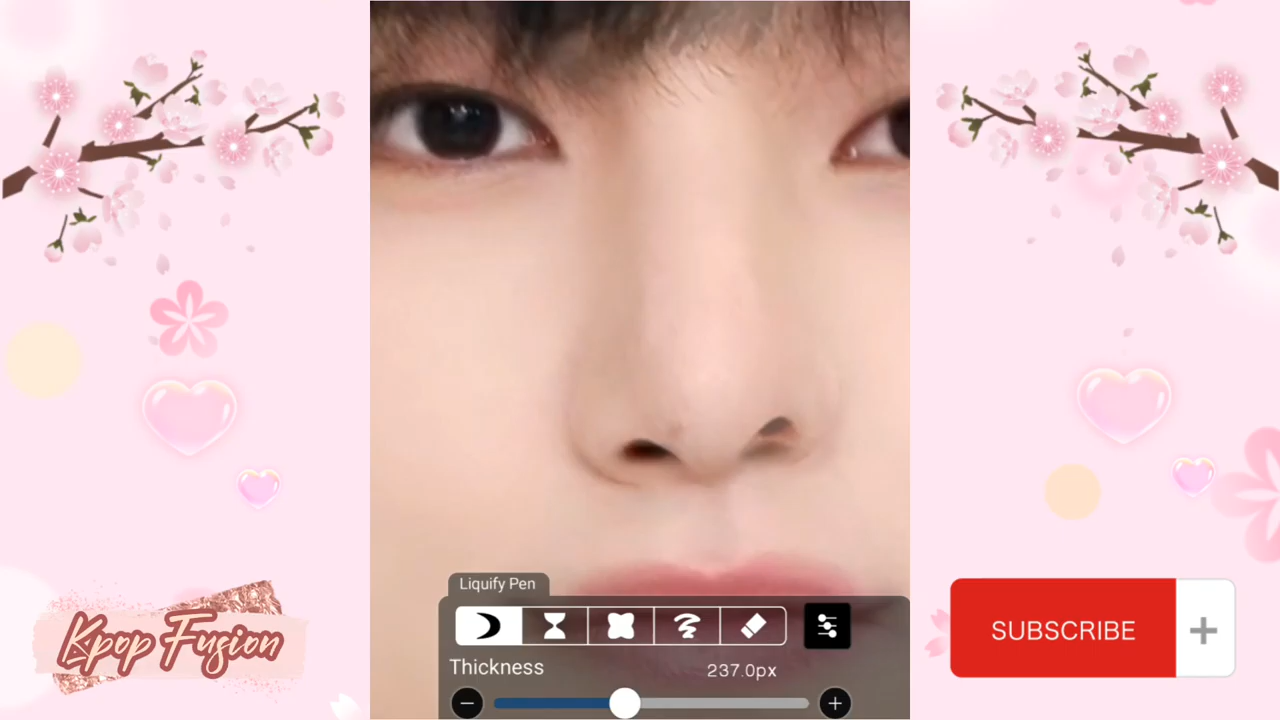 Liquify Pen
Thickness
237.0px
Kpop Fusion
SUBSCRIBE